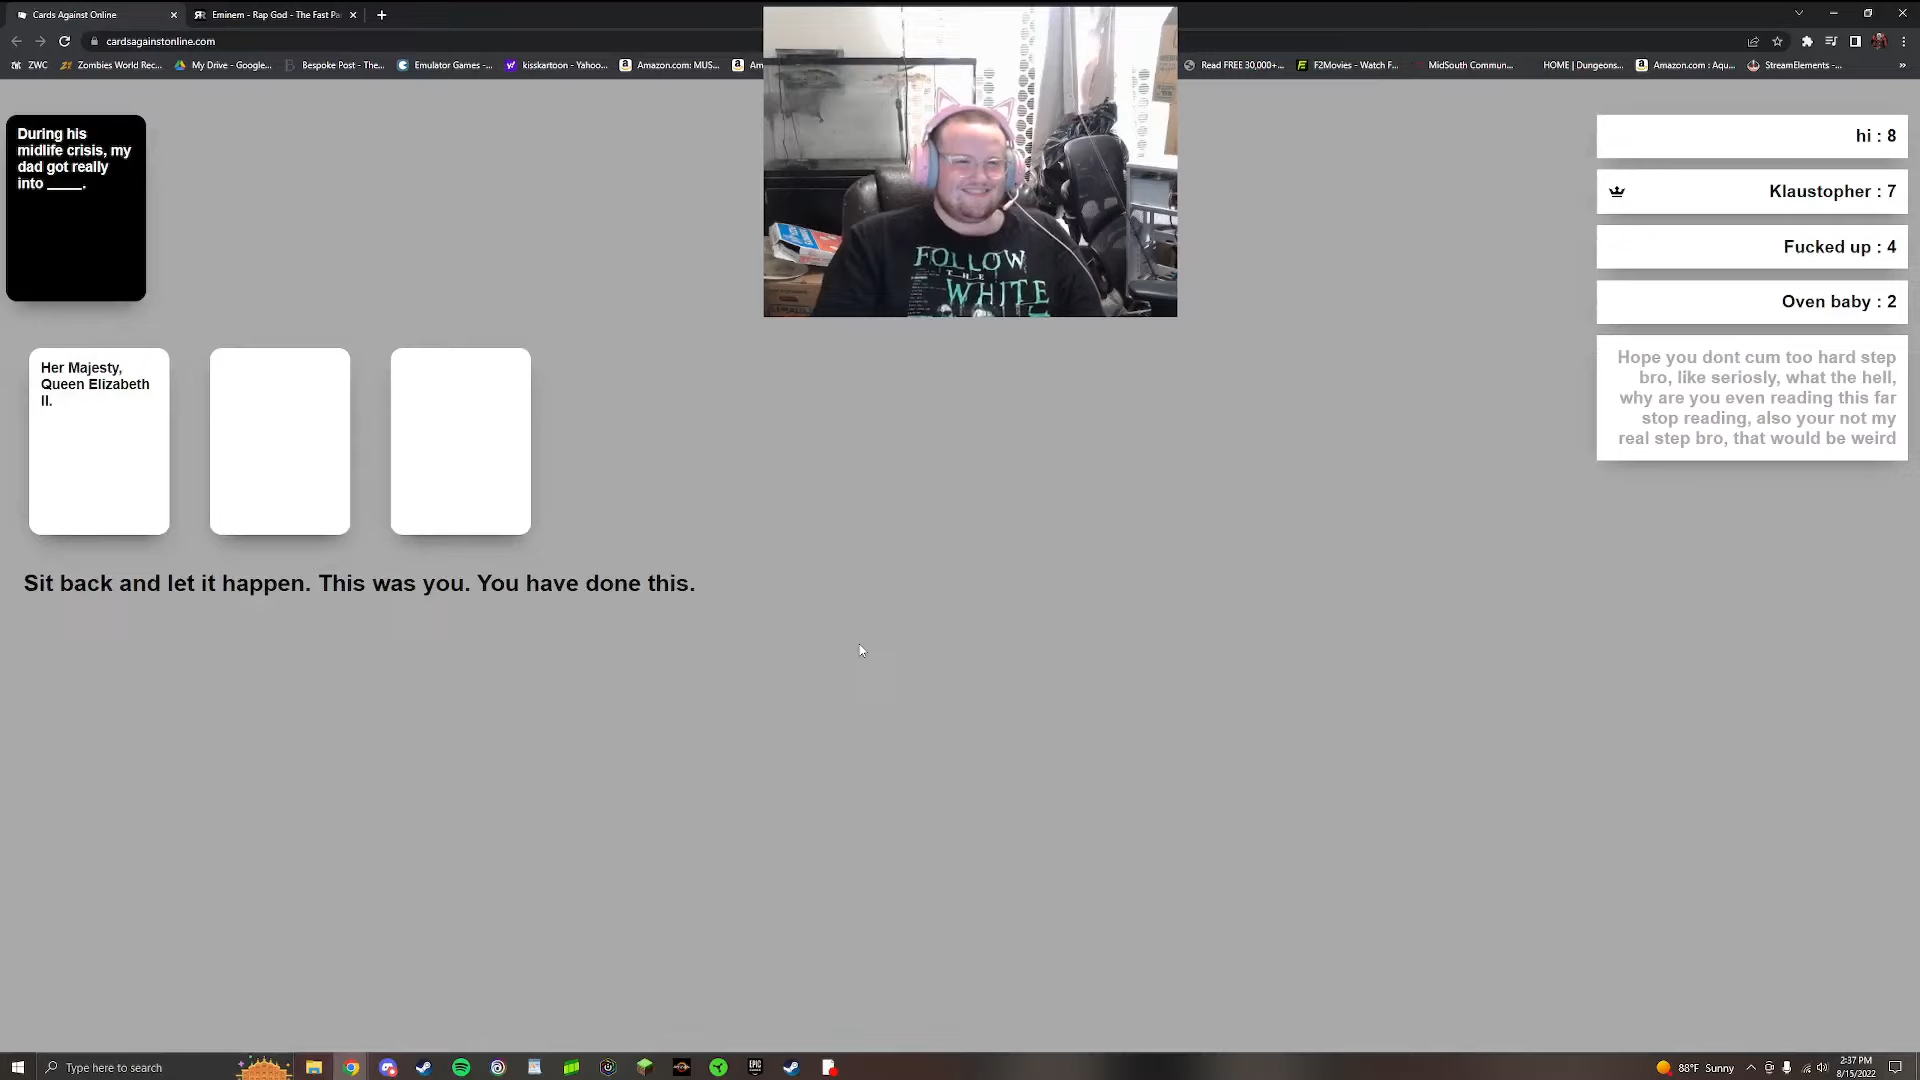 Cards Against Online
Eminem - Rap God - The Fast Pa
cardsagainstonline.com
ZWC
Zombies World Rec...
My Drive - Google...
Bespoke Post - The...
Emulator Games -...
kisskartoon - Yahoo...
Amazon.com: MUS...
Am
Read FREE 30,000+...
F2Movies - Watch F...
MidSouth Commun...
HOME | Dungeons...
Amazon.com : Aqu...
StreamElements -...
»
During his
midlife crisis, my
dad got really
into _____.
FOLLOW
THE
WHITE
hi : 8
Klaustopher : 7
Fucked up : 4
Oven baby : 2
Hope you dont cum too hard step
bro, like seriosly, what the hell,
why are you even reading this far
stop reading, also your not my
real step bro, that would be weird
Her Majesty,
Queen Elizabeth
II.
Sit back and let it happen. This was you. You have done this.
Type here to search
EPIC
88°F Sunny
2:37 PM
8/15/2022